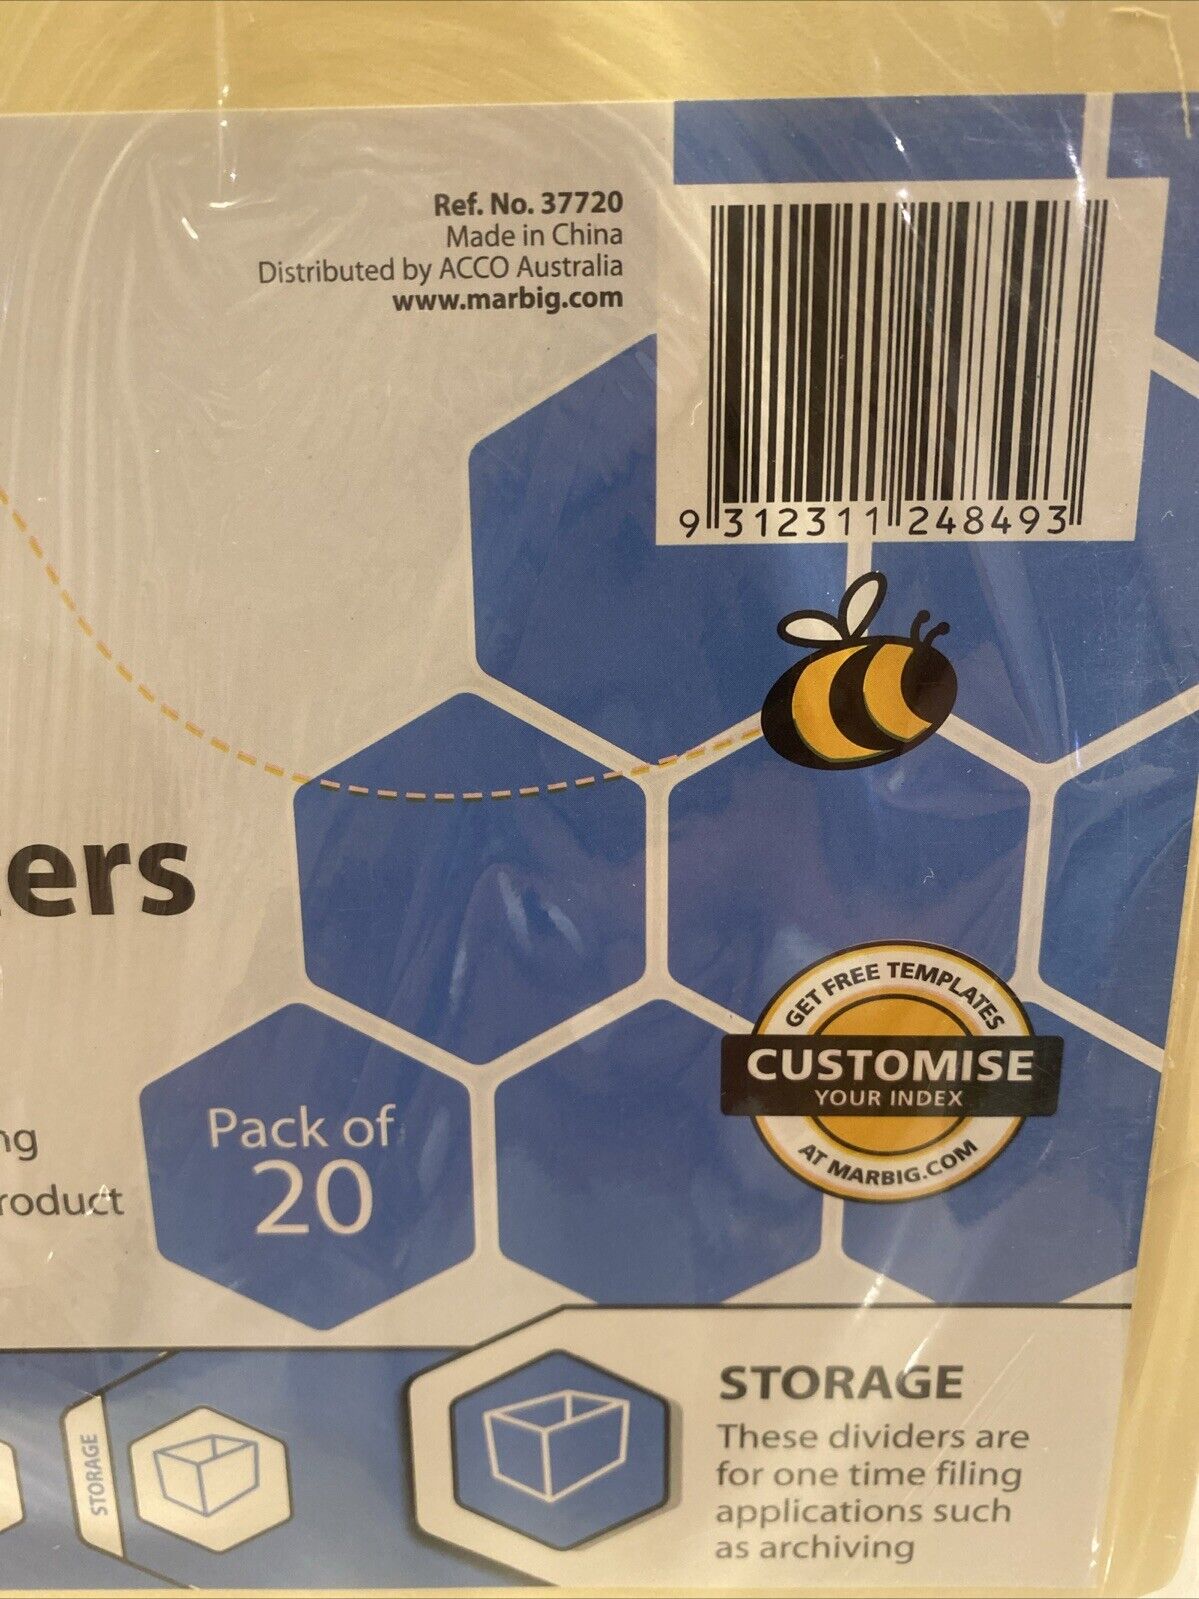 Ref. No. 37720
Made in China
Distributed by ACCO Australia
www.marbig.com
9 312311 248493
ers
GET FREE TEMPLATES
CUSTOMISE
YOUR INDEX
AT MARBIG.COM
Pack of
20
ng
roduct
STORAGE
STORAGE
These dividers are
for one time filing
applications such
as archiving